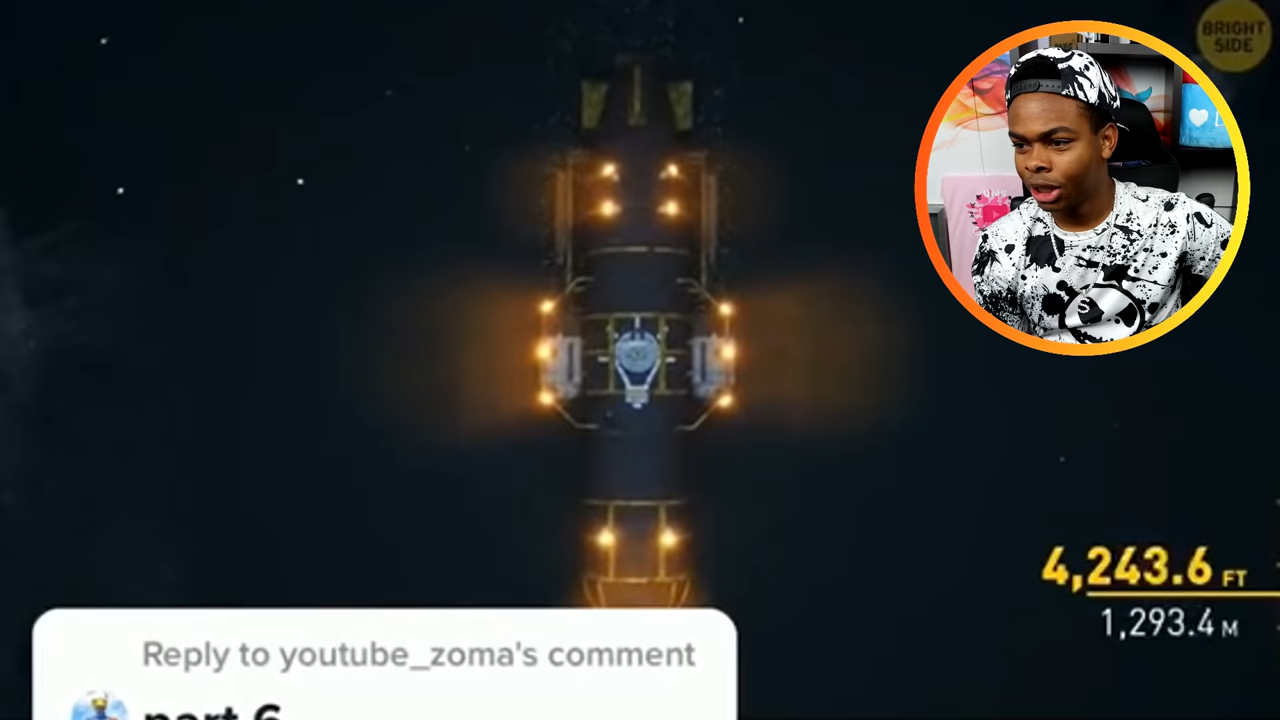 BRIGHT
SIDE
4,243.6 FT
1,293.4 M
Reply to youtube_zoma's comment
part 6